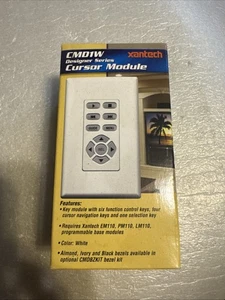 CMD1W
Designer Series
Cursor Module
xantech
Features:
• Key module with six function control keys, four
cursor navigation keys and one selection key
• Requires Xantech EM110, PM110, LM110,
programmable base modules
• Color: White
• Almond, Ivory and Black bezels available in
optional CMDBZKIT bezel kit